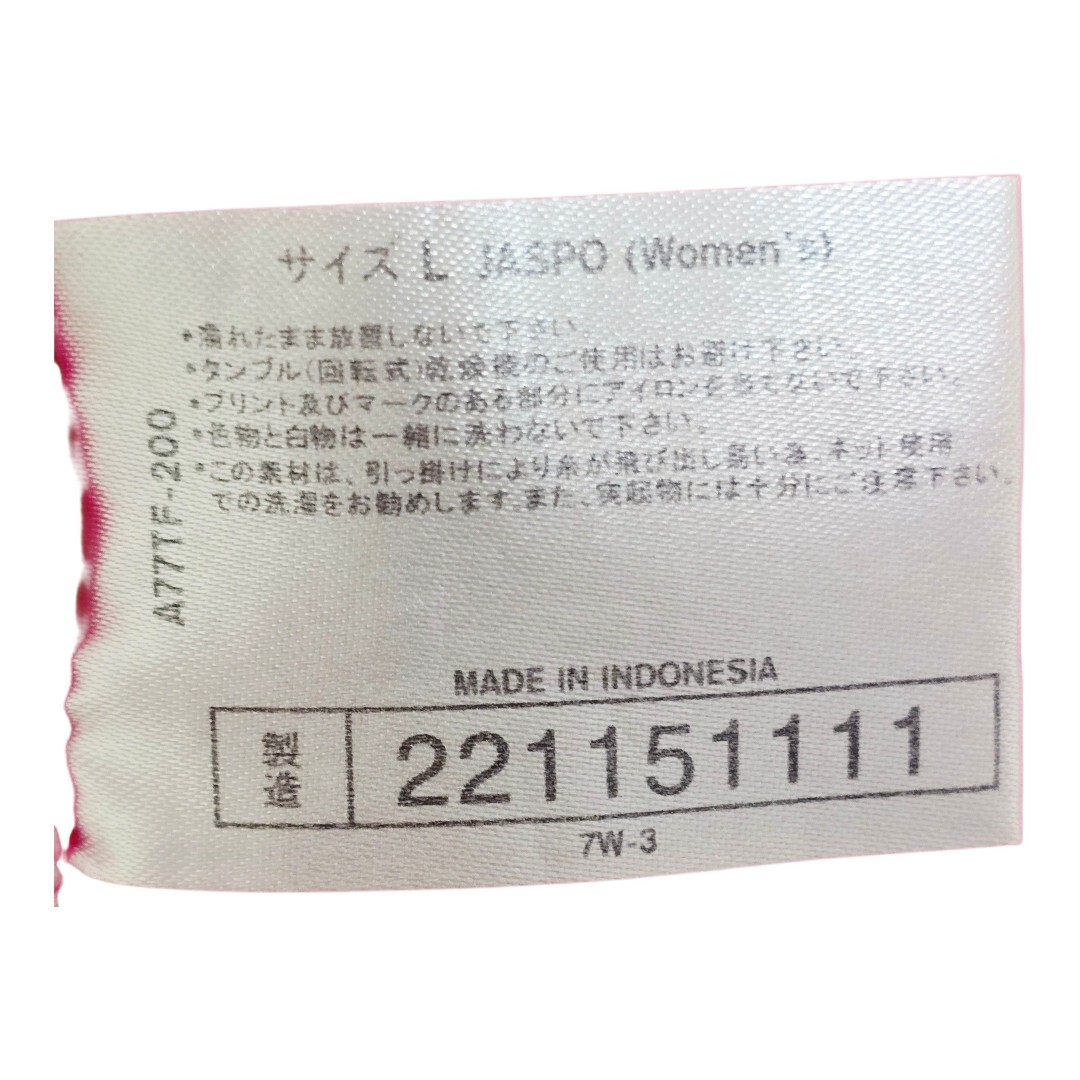 サイズ L JASPO (Women's)
•濡れたまま放置しないで下さい。
•タンブル(回転式)乾燥機のご使用はお避け下さい。
•プリント及びマークのある部分にアイロンを当てないで下さい。
•色物と白物は一緒に洗わないで下さい。
•この素材は、引っ掛けにより糸が飛び出し易い為、ネット使用
での洗濯をお勧めします。また、突起物には十分にご注意下さい。
A77TF-200
MADE IN INDONESIA
製造 221151111
7W-3